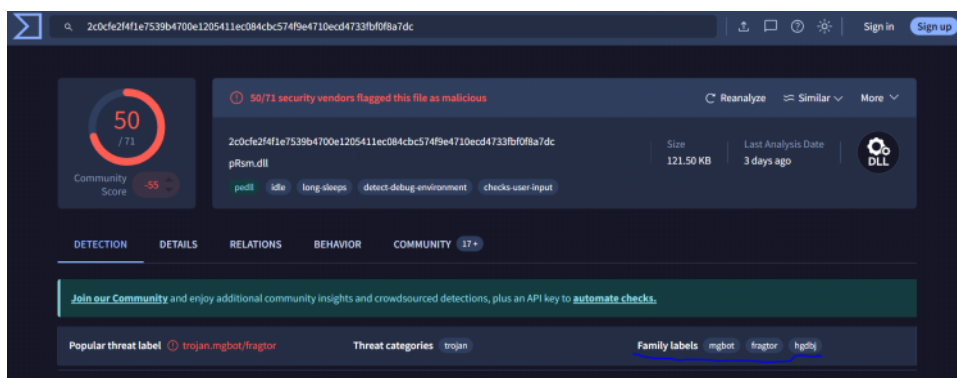 2c0cfe2f4f1e7539b4700e1205411ec084cbc574f9e4710ecd4733fbf0f8a7dc
Sign in
Sign up
50
/ 71
Community
Score
-55
50/71 security vendors flagged this file as malicious
Reanalyze
Similar
More
2c0cfe2f4f1e7539b4700e1205411ec084cbc574f9e4710ecd4733fbf0f8a7dc
pRsm.dll
pedll idle long-sleeps detect-debug-environment checks-user-input
Size
121.50 KB
Last Analysis Date
3 days ago
DLL
DETECTION DETAILS RELATIONS BEHAVIOR COMMUNITY 17+
Join our Community and enjoy additional community insights and crowdsourced detections, plus an API key to automate checks.
Popular threat label trojan.mgbot/fragtor Threat categories trojan Family labels mgbot fragtor hgdbj